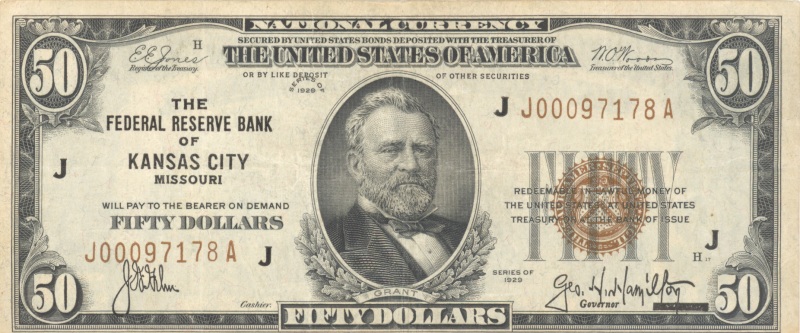 NATIONAL CURRENCY
SECURED BY UNITED STATES BONDS DEPOSITED WITH THE TREASURER OF
THE UNITED STATES OF AMERICA
OR BY LIKE DEPOSIT OF OTHER SECURITIES
50
50
E.E. Jones
Register of the Treasury.
H
W.O. Woods
Treasurer of the United States.
SERIES OF
1929
THE
FEDERAL RESERVE BANK
OF
KANSAS CITY
MISSOURI
J
WILL PAY TO THE BEARER ON DEMAND
FIFTY DOLLARS
J00097178A
J
J J00097178A
FIFTY
REDEEMABLE IN LAWFUL MONEY OF
THE UNITED STATES AT UNITED STATES
TREASURY OR AT THE BANK OF ISSUE
J
H
SERIES OF
1929
GRANT
50
Cashier.
FIFTY DOLLARS
Geo. H. Hamilton
Governor
50